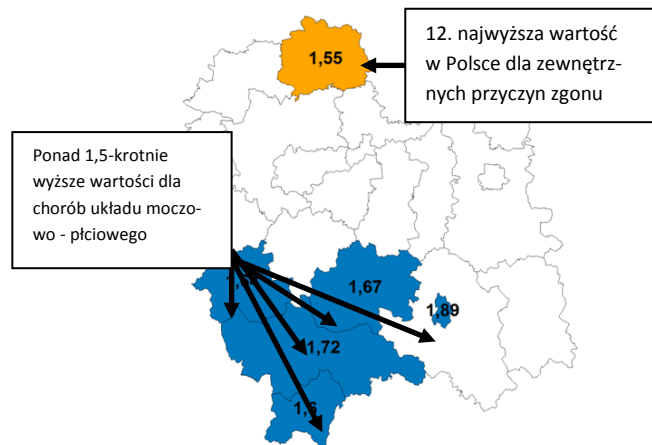 12. najwyższa wartość
w Polsce dla zewnętrz-
nych przyczyn zgonu
1,55
Ponad 1,5-krotnie
wyższe wartości dla
chorób układu moczo-
wo - płciowego
1,67
1,89
1,72
1,6